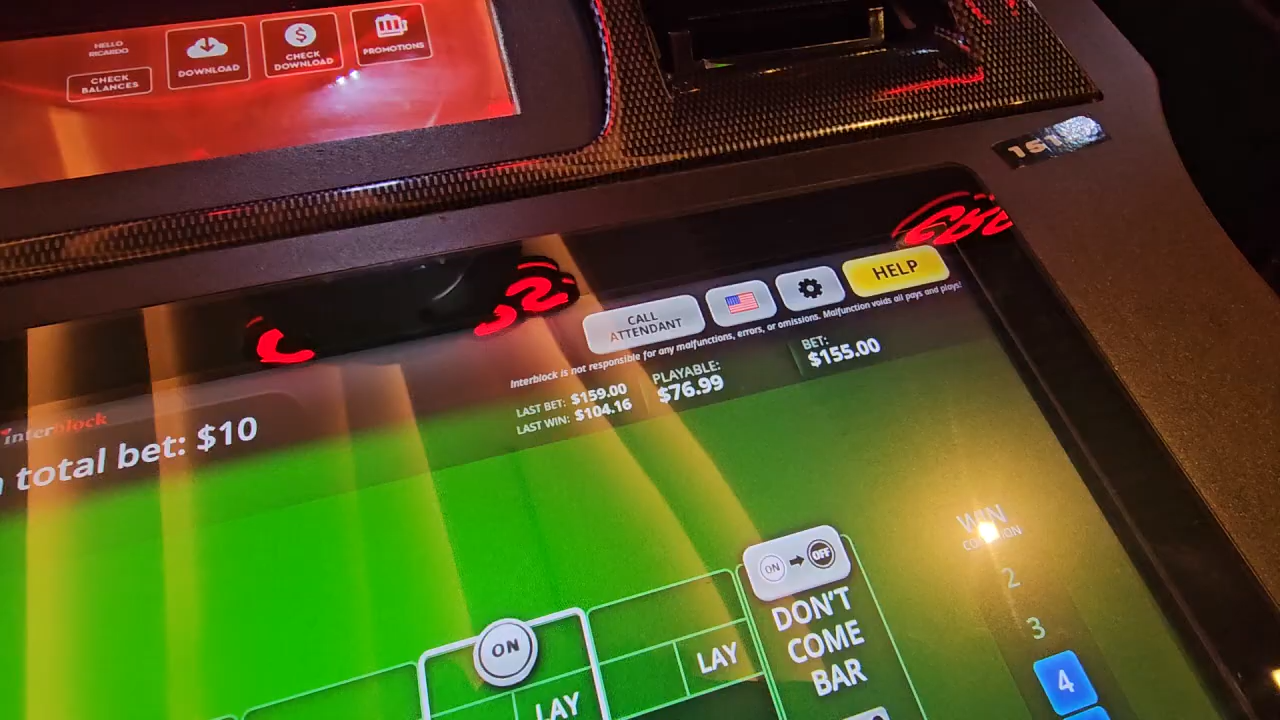 HELLO
RICARDO
CHECK
BALANCES
DOWNLOAD
$
CHECK
DOWNLOAD
PROMOTIONS
CALL
ATTENDANT
HELP
Interblock is not responsible for any malfunctions, errors, or omissions. Malfunction voids all pays and plays!
LAST BET: $159.00
LAST WIN: $104.16
PLAYABLE:
$76.99
BET:
$155.00
interblock
total bet: $10
WIN
2
3
4
ON
LAY
LAY
ON
OFF
DON'T
COME
BAR